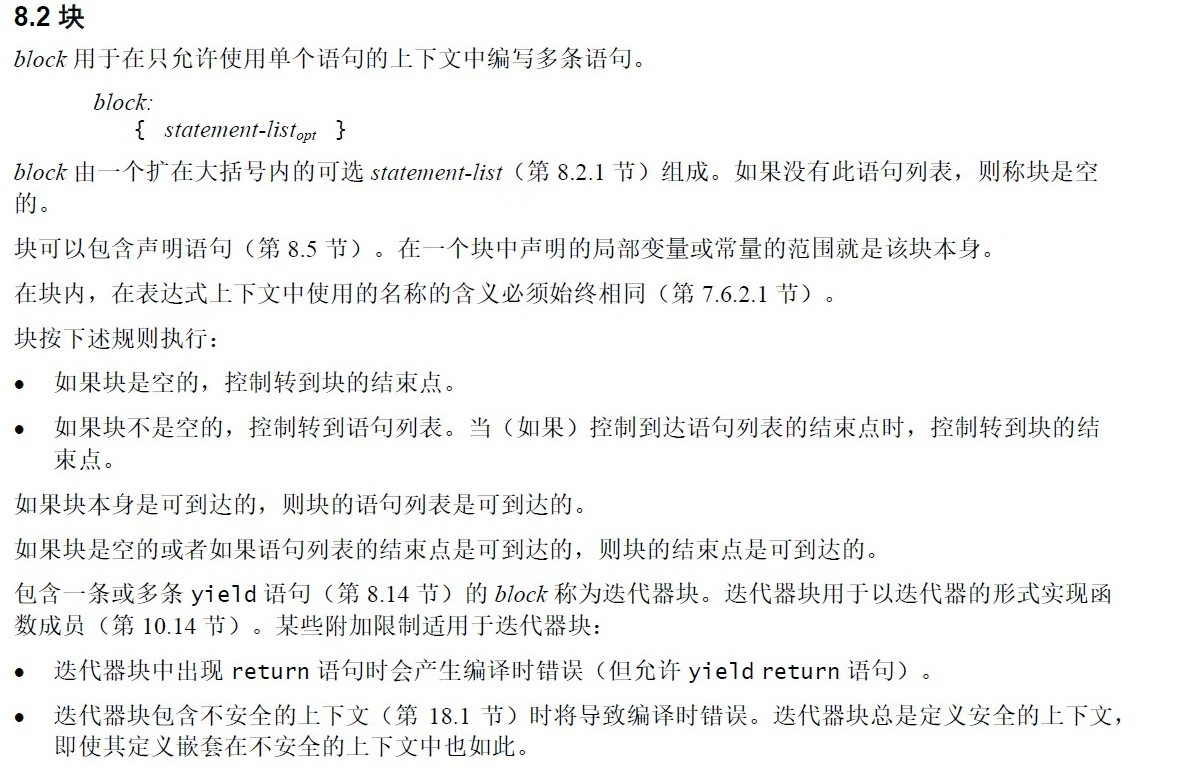 8.2 块
block 用于在只允许使用单个语句的上下文中编写多条语句。
block:
{ statement-listopt }
block 由一个扩在大括号内的可选 statement-list（第 8.2.1 节）组成。如果没有此语句列表，则称块是空
的。
块可以包含声明语句（第 8.5 节）。在一个块中声明的局部变量或常量的范围就是该块本身。
在块内，在表达式上下文中使用的名称的含义必须始终相同（第 7.6.2.1 节）。
块按下述规则执行：
• 如果块是空的，控制转到块的结束点。
• 如果块不是空的，控制转到语句列表。当（如果）控制到达语句列表的结束点时，控制转到块的结
束点。
如果块本身是可到达的，则块的语句列表是可到达的。
如果块是空的或者如果语句列表的结束点是可到达的，则块的结束点是可到达的。
包含一条或多条 yield 语句（第 8.14 节）的 block 称为迭代器块。迭代器块用于以迭代器的形式实现函
数成员（第 10.14 节）。某些附加限制适用于迭代器块：
• 迭代器块中出现 return 语句时会产生编译时错误（但允许 yield return 语句）。
• 迭代器块包含不安全的上下文（第 18.1 节）时将导致编译时错误。迭代器块总是定义安全的上下文，
即使其定义嵌套在不安全的上下文中也如此。